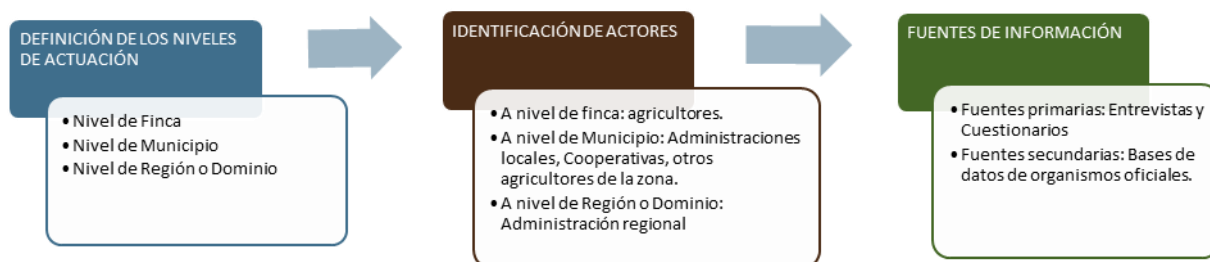 DEFINICIÓN DE LOS NIVELES
DE ACTUACIÓN
• Nivel de Finca
• Nivel de Municipio
• Nivel de Región o Dominio
IDENTIFICACIÓN DE ACTORES
• A nivel de finca: agricultores.
• A nivel de Municipio: Administraciones
locales, Cooperativas, otros
agricultores de la zona.
• A nivel de Región o Dominio:
Administración regional
FUENTES DE INFORMACIÓN
• Fuentes primarias: Entrevistas y
Cuestionarios
• Fuentes secundarias: Bases de
datos de organismos oficiales.